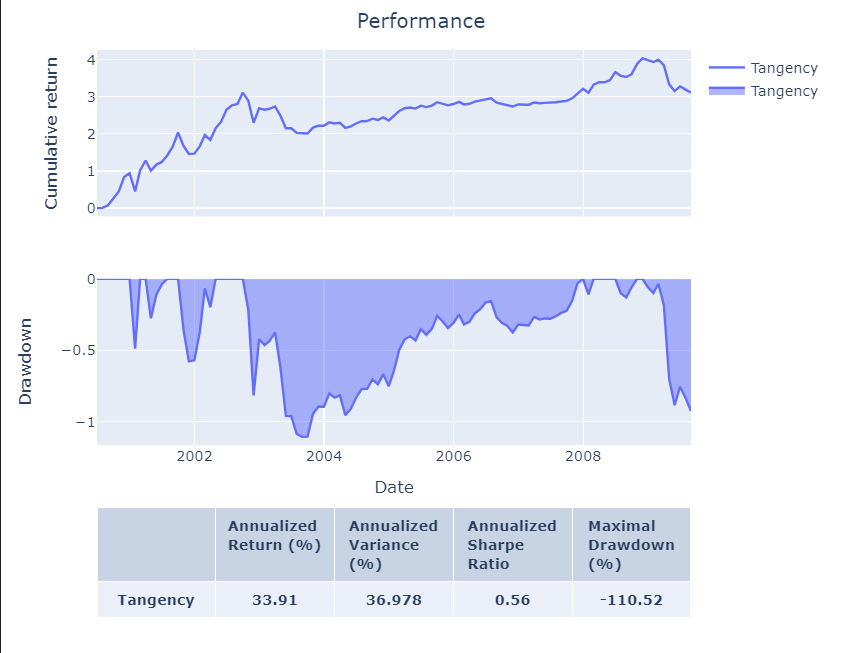 Performance
Cumulative return
4
3
2
1
0
Tangency
Tangency
Drawdown
0
−0.5
−1
2002
2004
2006
2008
Date
Annualized Return (%)
Annualized Variance (%)
Annualized Sharpe Ratio
Maximal Drawdown (%)
Tangency
33.91
36.978
0.56
-110.52